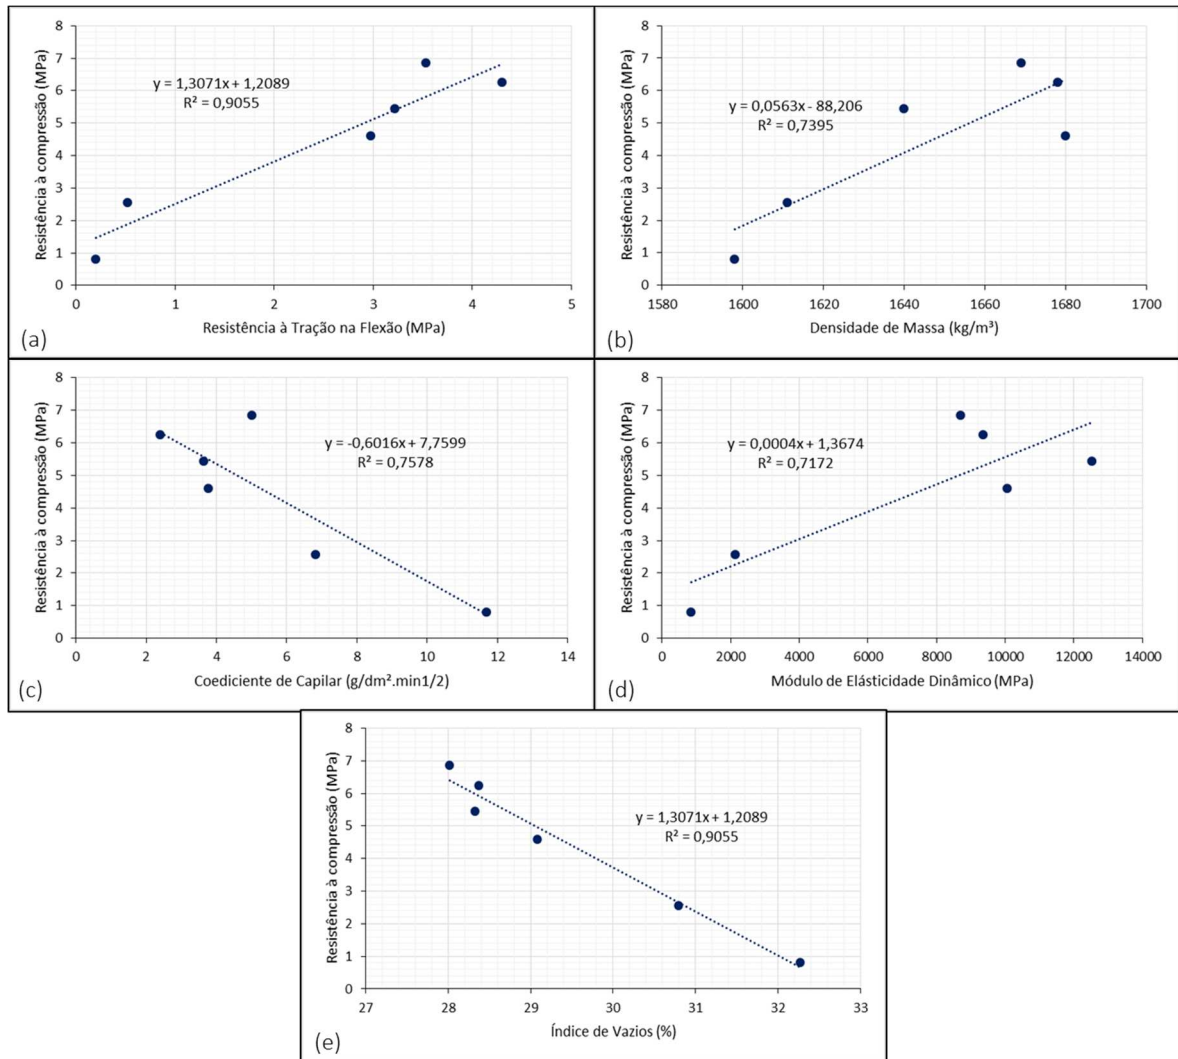 Resistência à compressão (MPa)
8
7
6
5
4
3
2
1
0
y = 1,3071x + 1,2089
R² = 0,9055
0 1 2 3 4 5
Resistência à Tração na Flexão (MPa)
(a)
Resistência à compressão (MPa)
8
7
6
5
4
3
2
1
0
y = 0,0563x - 88,206
R² = 0,7395
1580 1600 1620 1640 1660 1680 1700
Densidade de Massa (kg/m³)
(b)
Resistência à compressão (MPa)
8
7
6
5
4
3
2
1
0
y = -0,6016x + 7,7599
R² = 0,7578
0 2 4 6 8 10 12 14
Coediciente de Capilar (g/dm².min1/2)
(c)
Resistência à compressão (MPa)
8
7
6
5
4
3
2
1
0
y = 0,0004x + 1,3674
R² = 0,7172
0 2000 4000 6000 8000 10000 12000 14000
Módulo de Elásticidade Dinâmico (MPa)
(d)
Resistência à compressão (MPa)
8
7
6
5
4
3
2
1
0
y = 1,3071x + 1,2089
R² = 0,9055
27 28 29 30 31 32 33
Índice de Vazios (%)
(e)